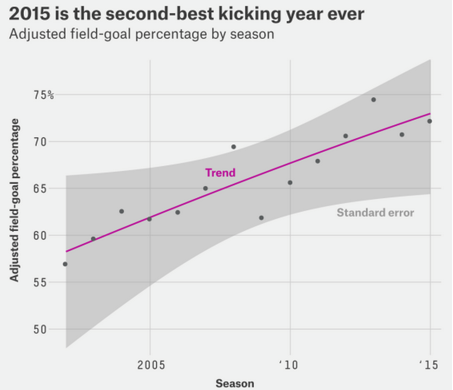 2015 is the second-best kicking year ever
Adjusted field-goal percentage by season
Adjusted field-goal percentage
75%
70
65
60
55
50
Trend
Standard error
2005
‘10
‘15
Season